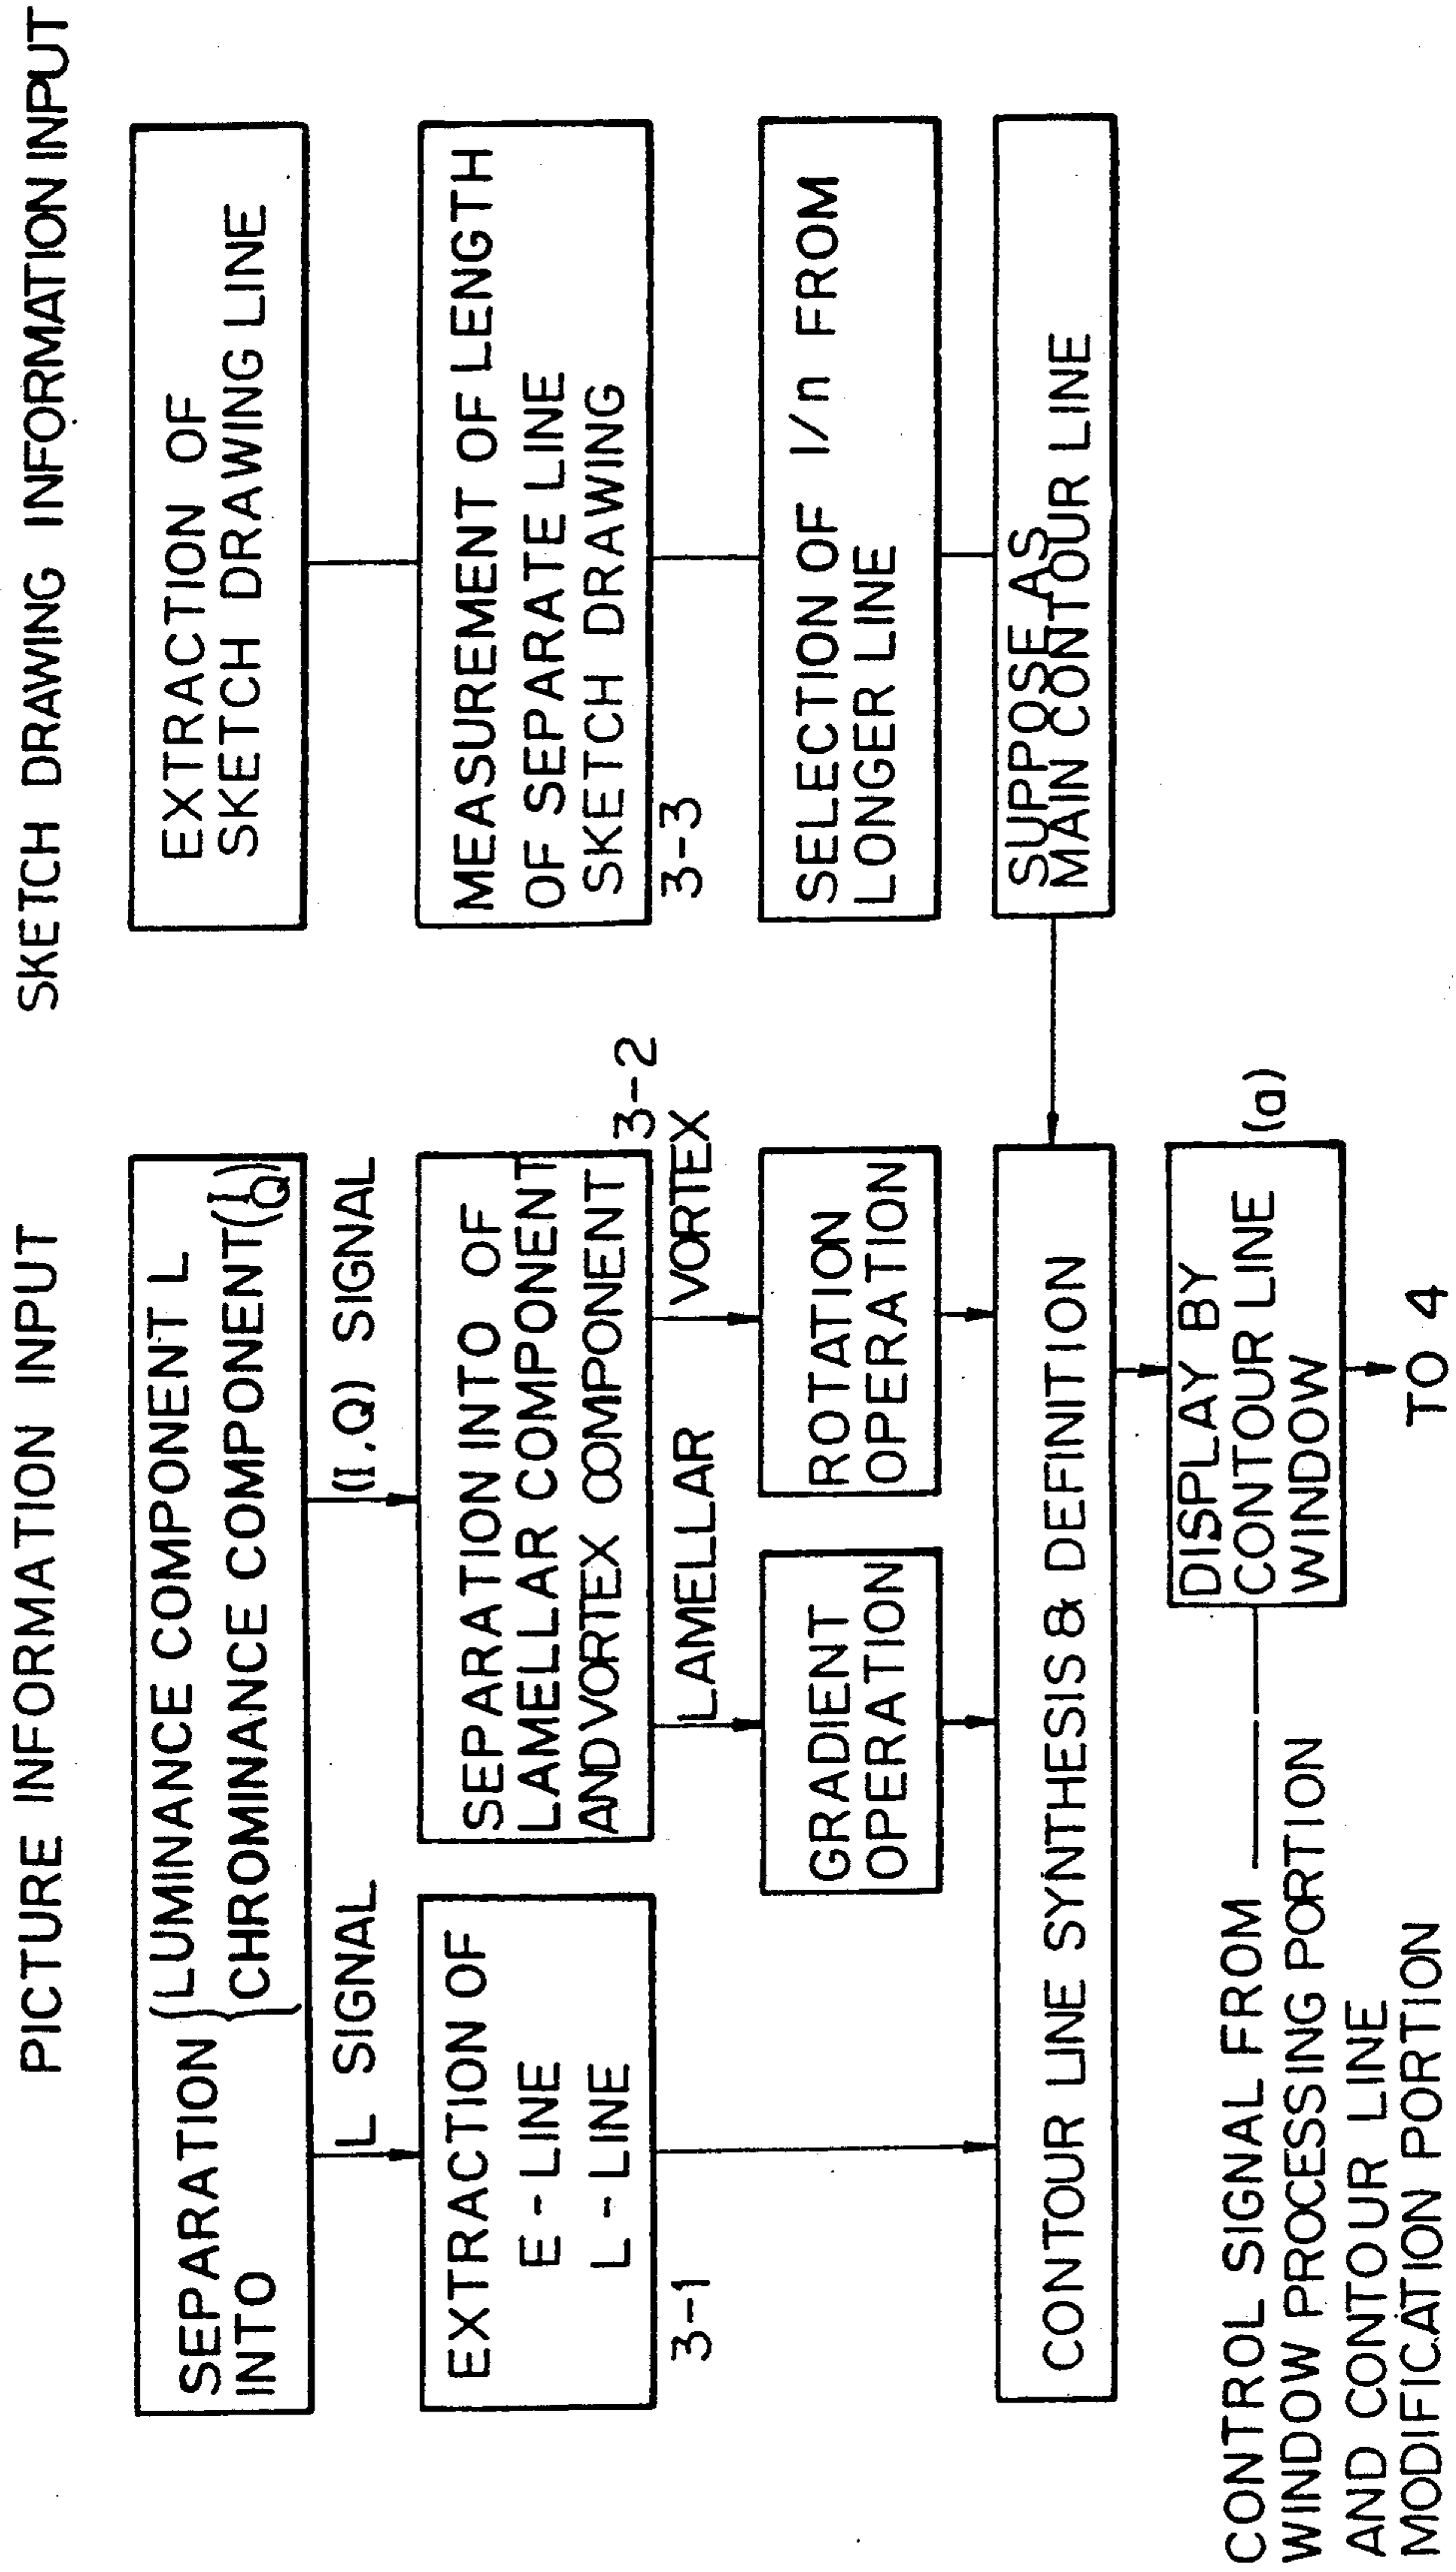 PICTURE INFORMATION INPUT
SKETCH DRAWING INFORMATION INPUT
SEPARATION
INTO
LUMINANCE COMPONENT L
CHROMINANCE COMPONENT (I Q)
L SIGNAL
(I,Q) SIGNAL
EXTRACTION OF
E - LINE
L - LINE
3-1
SEPARATION INTO OF
LAMELLAR COMPONENT
AND VORTEX COMPONENT
3-2
LAMELLAR
VORTEX
GRADIENT
OPERATION
ROTATION
OPERATION
EXTRACTION OF
SKETCH DRAWING LINE
MEASUREMENT OF LENGTH
OF SEPARATE LINE
SKETCH DRAWING
3-3
SELECTION OF 1/n FROM
LONGER LINE
SUPPOSE AS
MAIN CONTOUR LINE
CONTOUR LINE SYNTHESIS & DEFINITION
DISPLAY BY
CONTOUR LINE
WINDOW
(a)
TO 4
CONTROL SIGNAL FROM
WINDOW PROCESSING PORTION
AND CONTOUR LINE
MODIFICATION PORTION